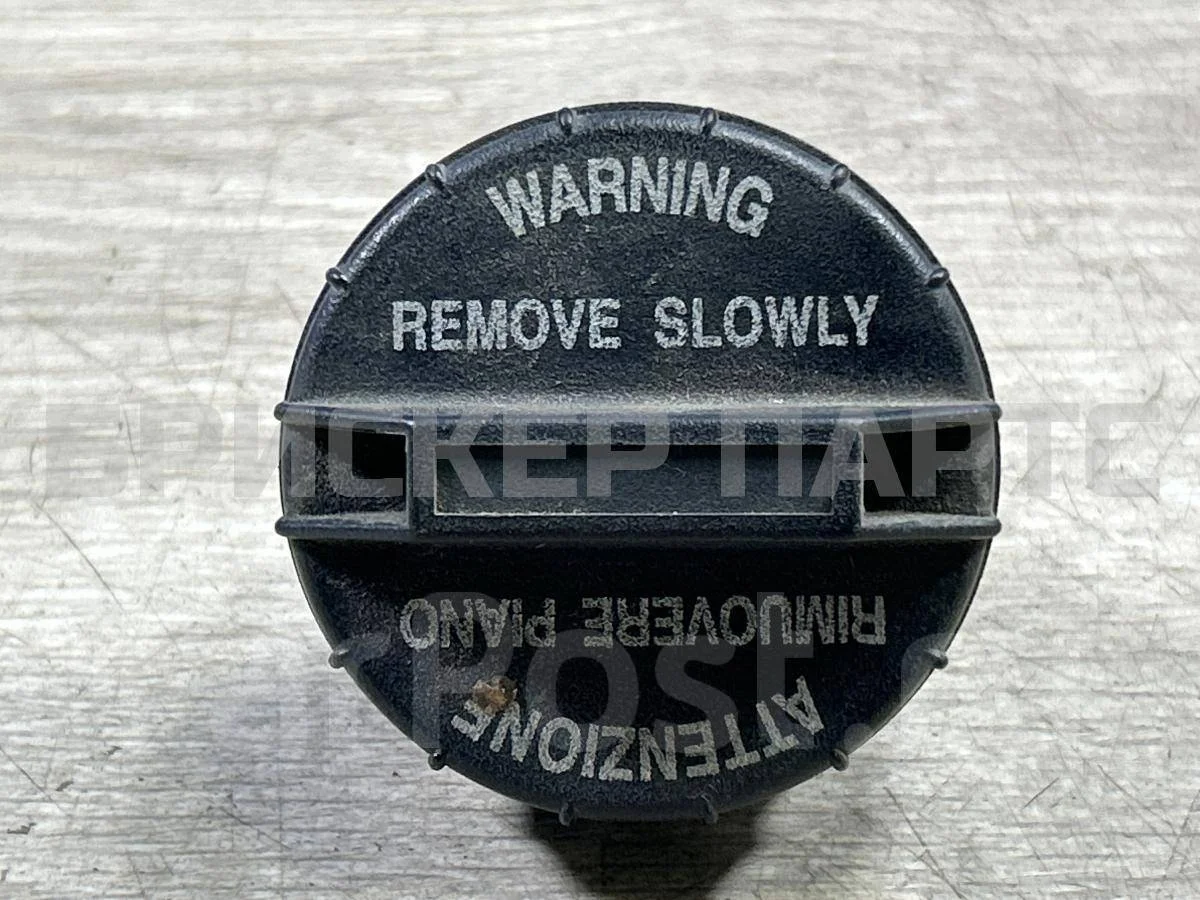 WARNING
REMOVE SLOWLY
БРИСКЕР ПАРТС
RIMUOVERE PIANO
ATTENZIONE